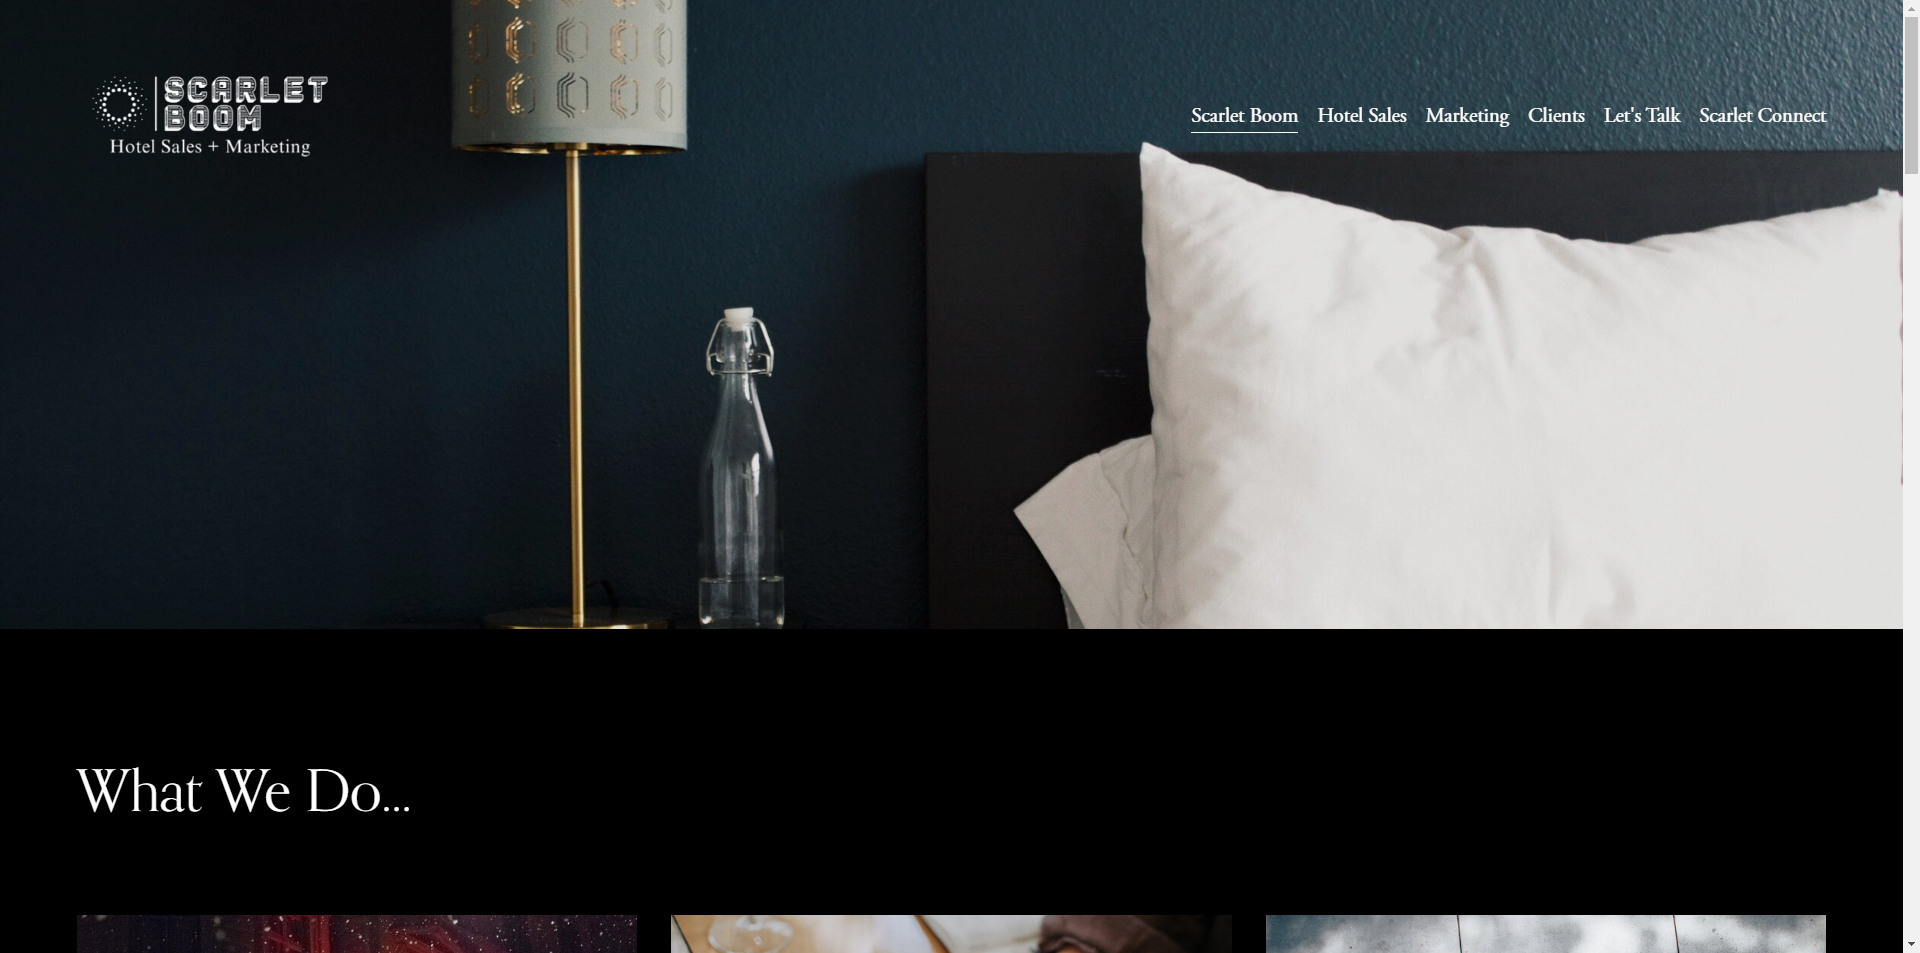 SCARLET
BOOM
Hotel Sales + Marketing
Scarlet Boom Hotel Sales Marketing Clients Let's Talk Scarlet Connect
What We Do...